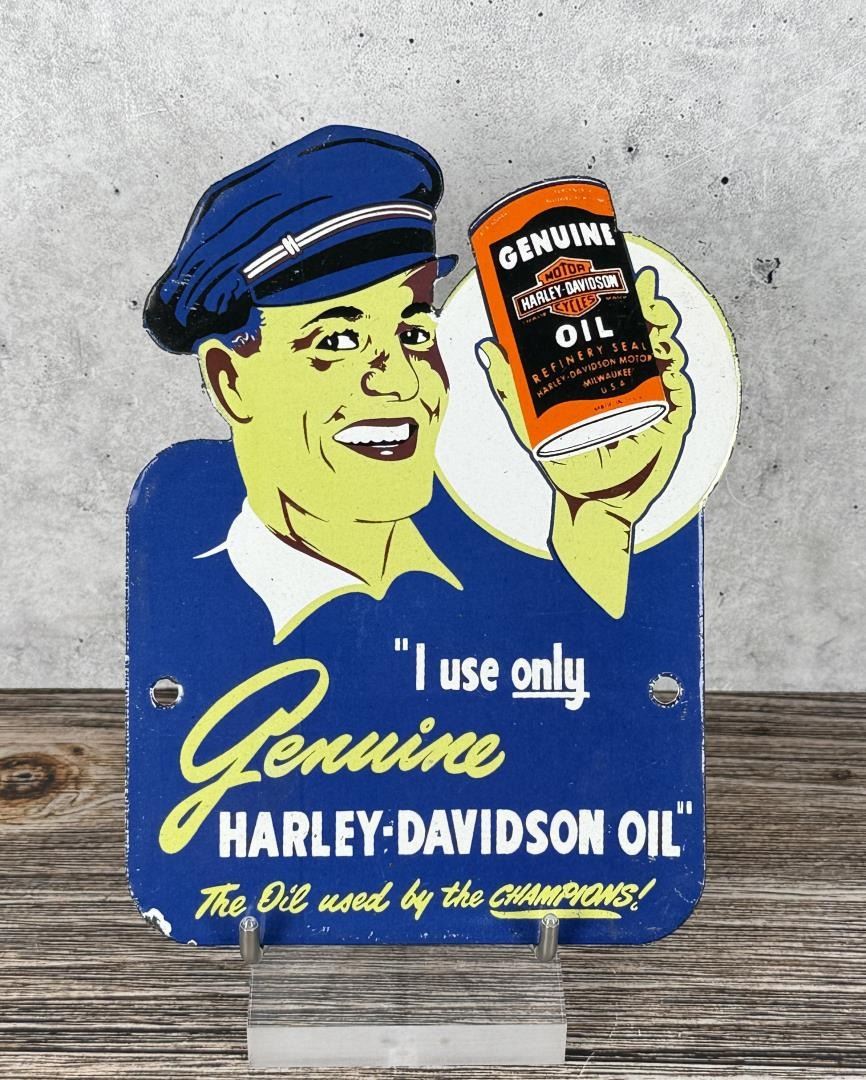 GENUINE
MOTOR
HARLEY-DAVIDSON
CYCLES
OIL
REFINERY SEAL
HARLEY-DAVIDSON MOTOR
MILWAUKEE
U.S.A
"I use only
Genuine
HARLEY-DAVIDSON OIL"
The Oil used by the CHAMPIONS!